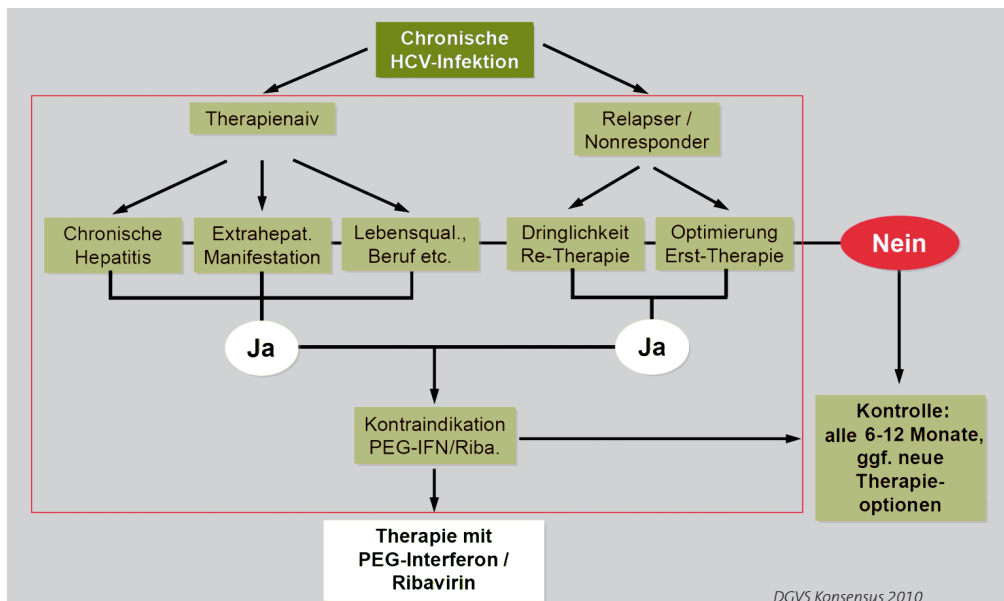 Chronische
HCV-Infektion
Therapienaiv
Relapser /
Nonresponder
Chronische
Hepatitis
Extrahepat.
Manifestation
Lebensqual.,
Beruf etc.
Dringlichkeit
Re-Therapie
Optimierung
Erst-Therapie
Nein
Ja
Ja
Kontraindikation
PEG-IFN/Riba.
Kontrolle:
alle 6-12 Monate,
ggf. neue
Therapie-
optionen
Therapie mit
PEG-Interferon /
Ribavirin
DGVS Konsensus 2010